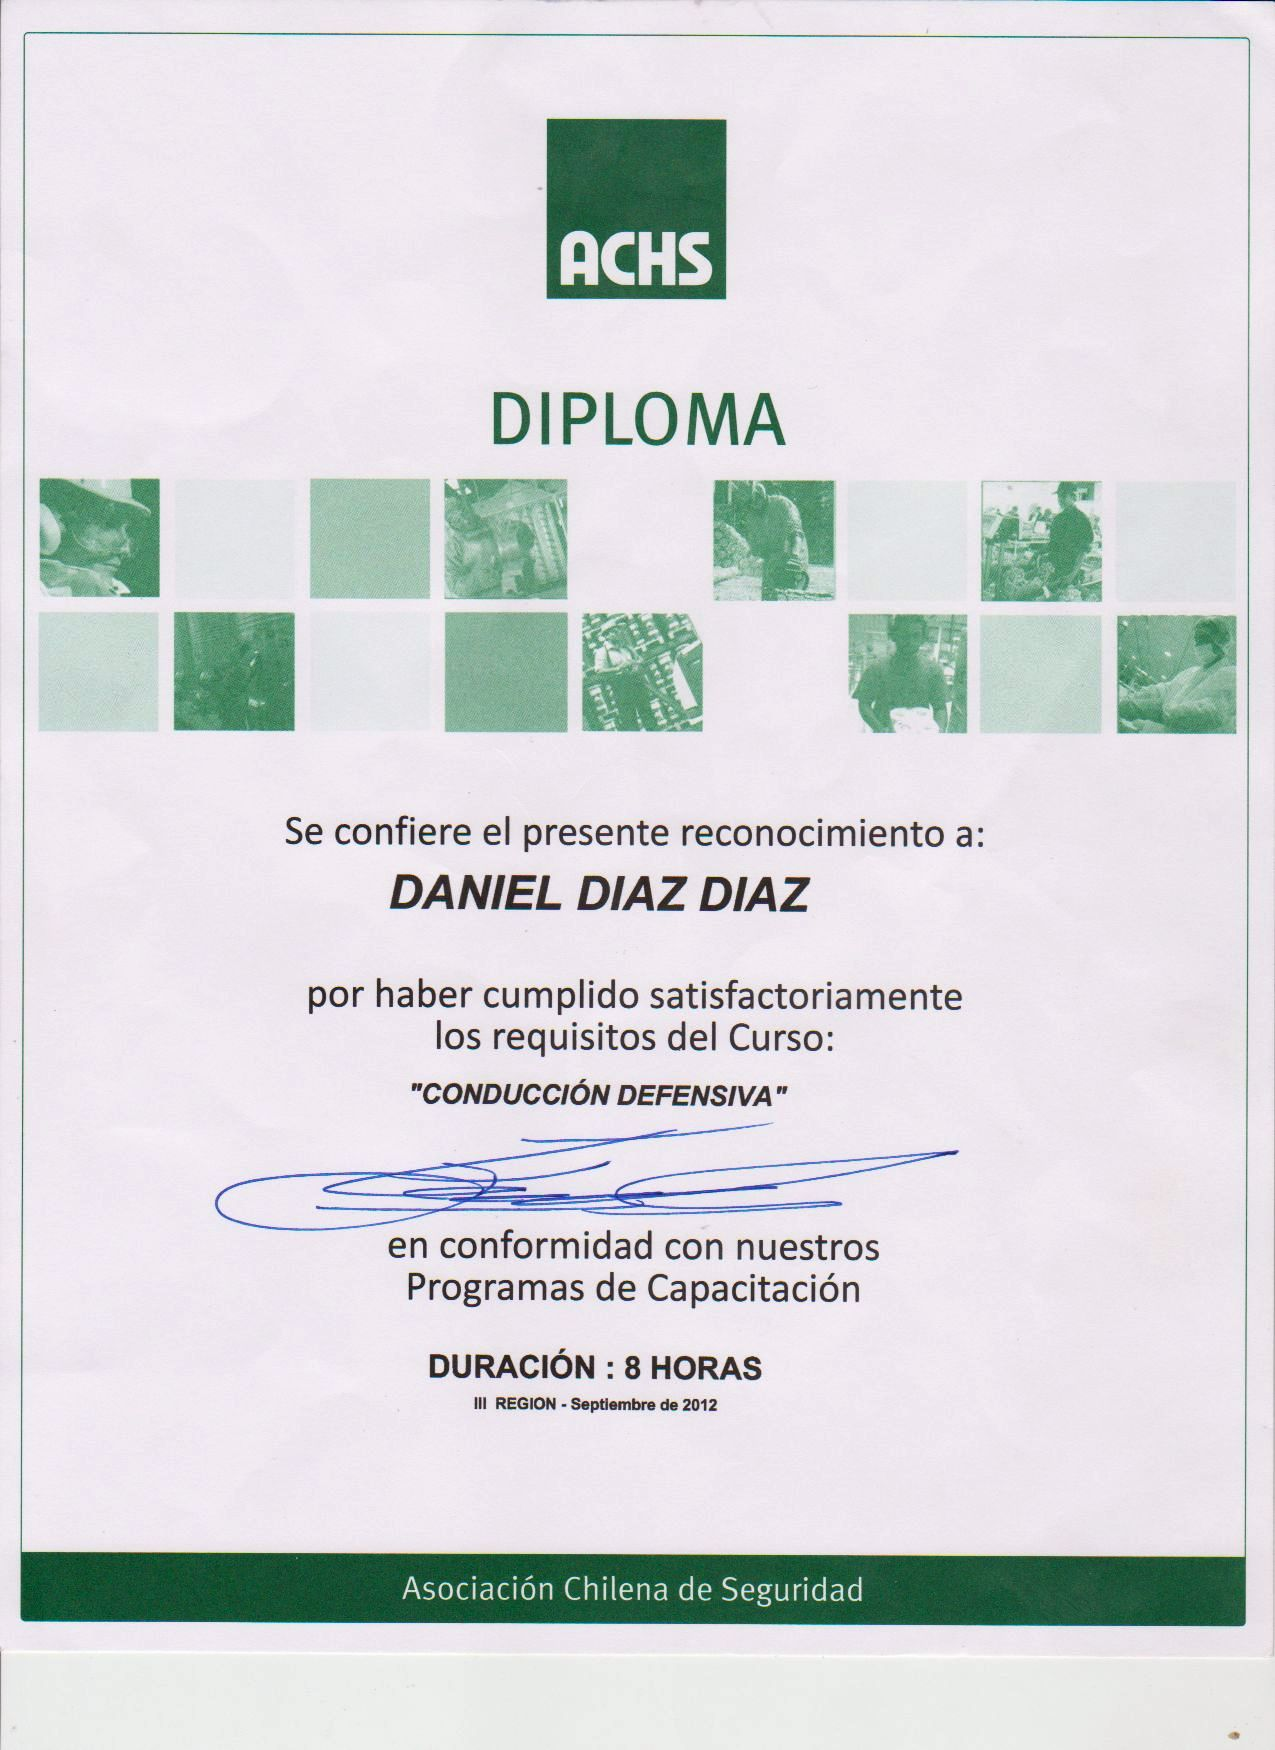 ACHS
DIPLOMA
Se confiere el presente reconocimiento a:
DANIEL DIAZ DIAZ
por haber cumplido satisfactoriamente
los requisitos del Curso:
"CONDUCCIÓN DEFENSIVA"
en conformidad con nuestros
Programas de Capacitación
DURACIÓN : 8 HORAS
III REGION - Septiembre de 2012
Asociación Chilena de Seguridad